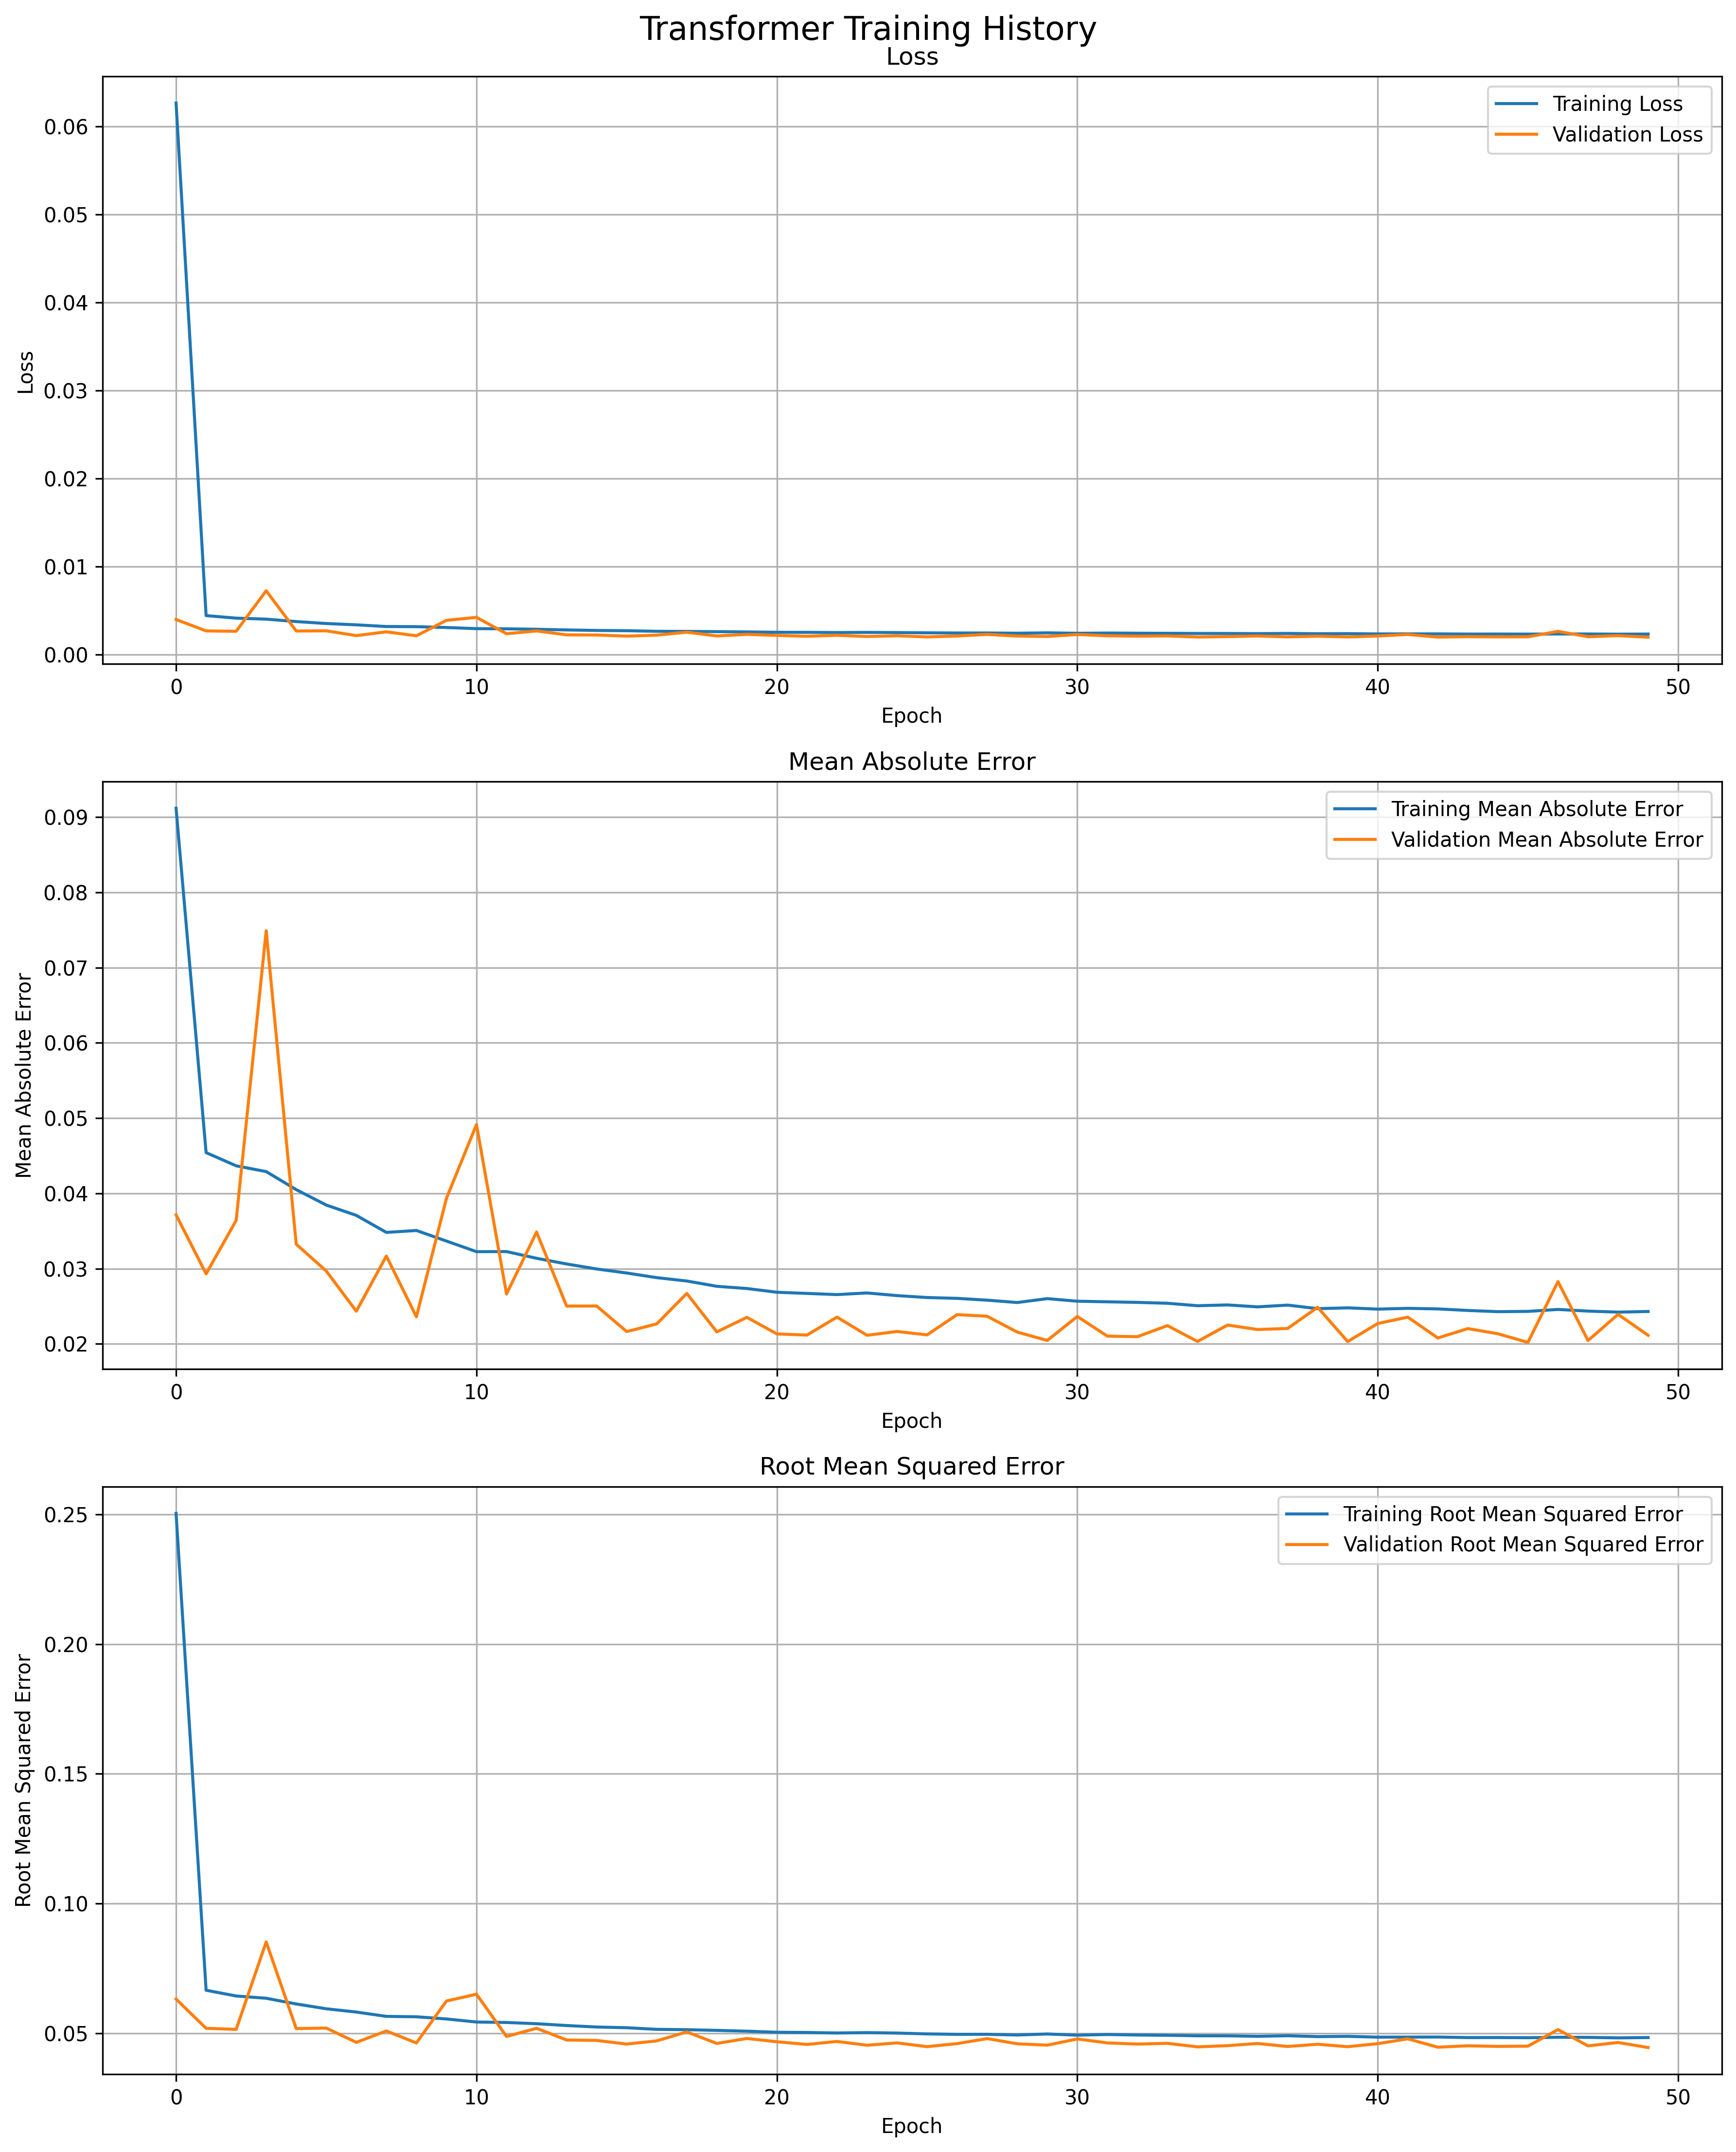 Transformer Training History
Loss
Training Loss
Validation Loss
0.06
0.05
0.04
0.03
0.02
0.01
0.00
Loss
0 10 20 30 40 50
Epoch
Mean Absolute Error
Training Mean Absolute Error
Validation Mean Absolute Error
0.09
0.08
0.07
0.06
0.05
0.04
0.03
0.02
Mean Absolute Error
0 10 20 30 40 50
Epoch
Root Mean Squared Error
Training Root Mean Squared Error
Validation Root Mean Squared Error
0.25
0.20
0.15
0.10
0.05
Root Mean Squared Error
0 10 20 30 40 50
Epoch